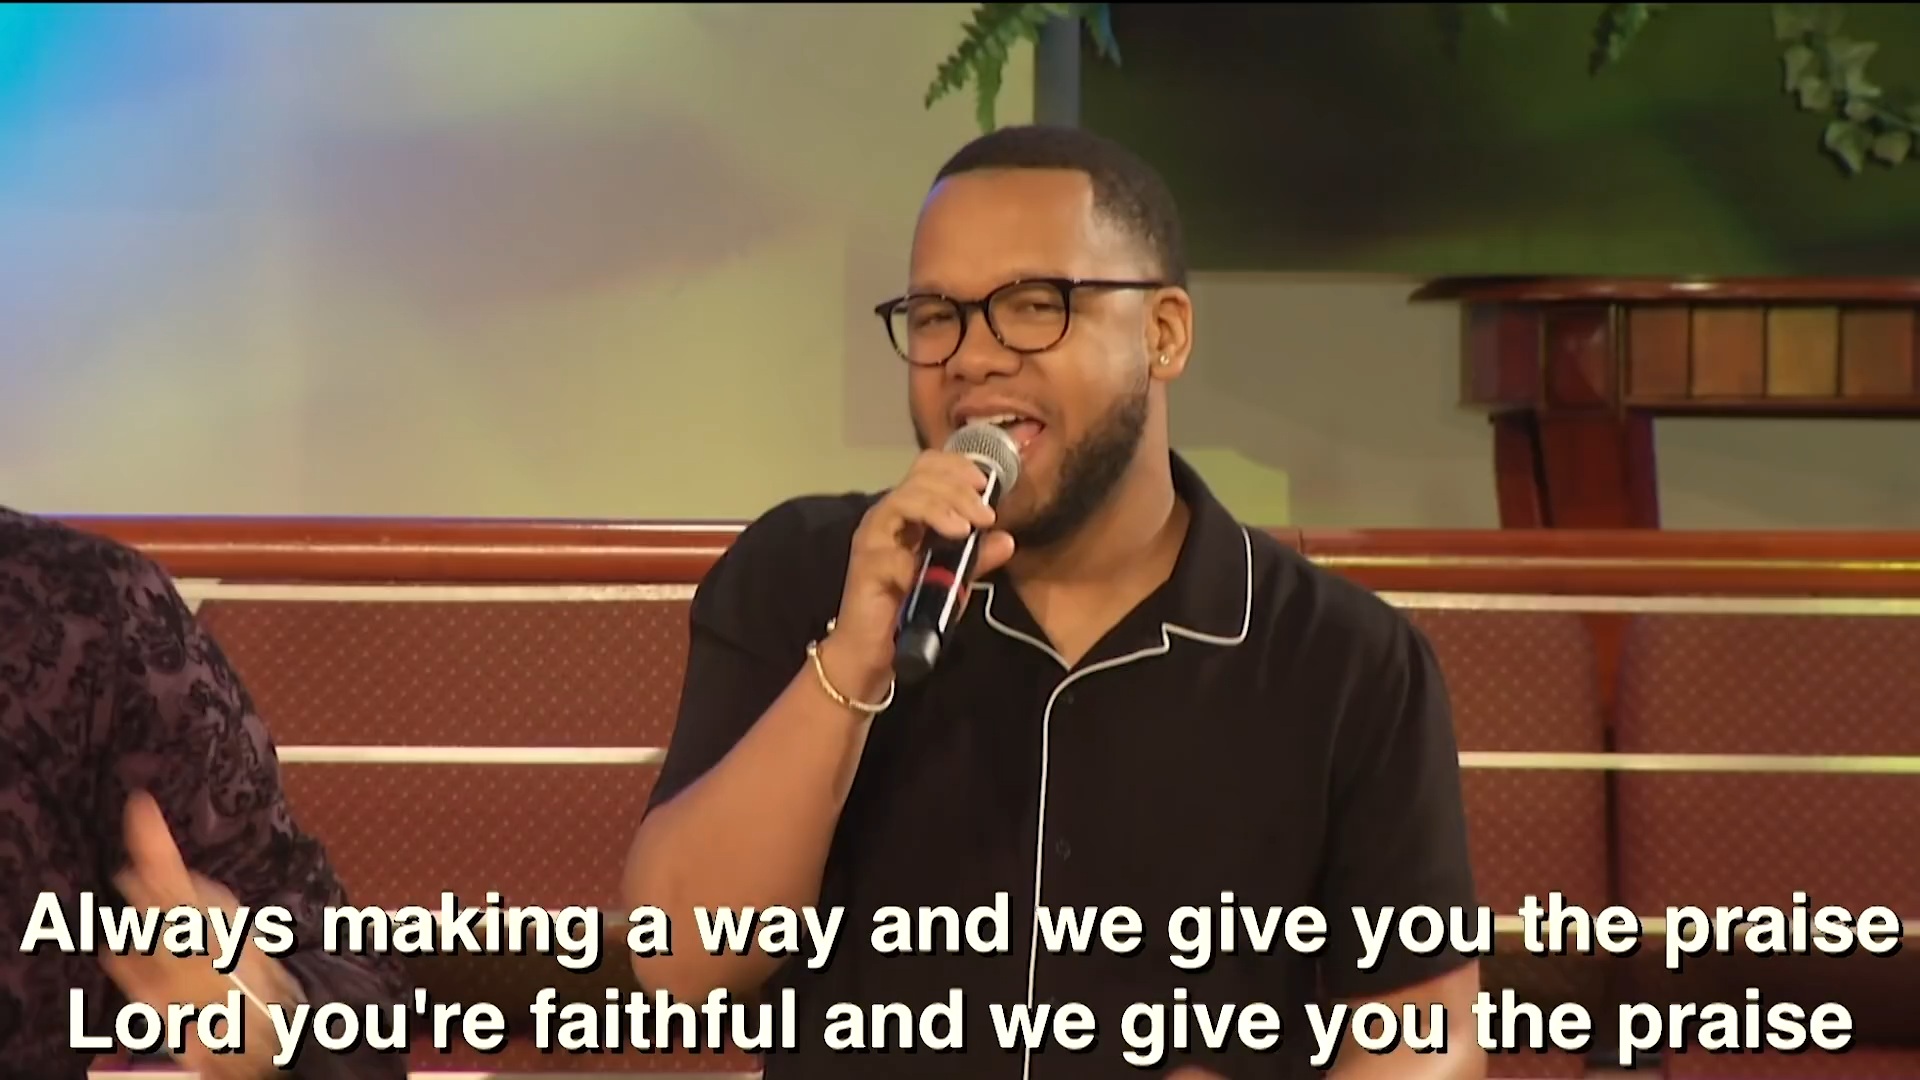 Always making a way and we give you the praise
Lord you're faithful and we give you the praise